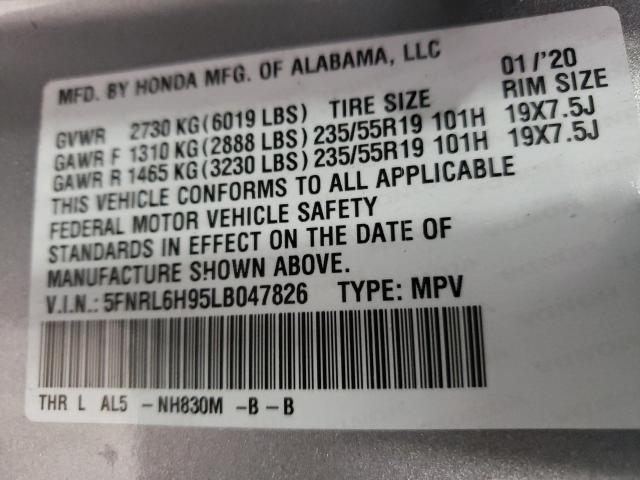 MFD. BY HONDA MFG. OF ALABAMA, LLC 01 /'20
GVWR 2730 KG(6019 LBS) TIRE SIZE RIM SIZE
GAWR F 1310 KG(2888 LBS) 235/55R19 101H 19X7.5J
GAWR R 1465 KG(3230 LBS) 235/55R19 101H 19X7.5J
THIS VEHICLE CONFORMS TO ALL APPLICABLE
FEDERAL MOTOR VEHICLE SAFETY
STANDARDS IN EFFECT ON THE DATE OF
MANUFACTURE SHOWN ABOVE.
V.I.N.: 5FNRL6H95LB047826 TYPE: MPV
THR L AL5 -NH830M -B -B